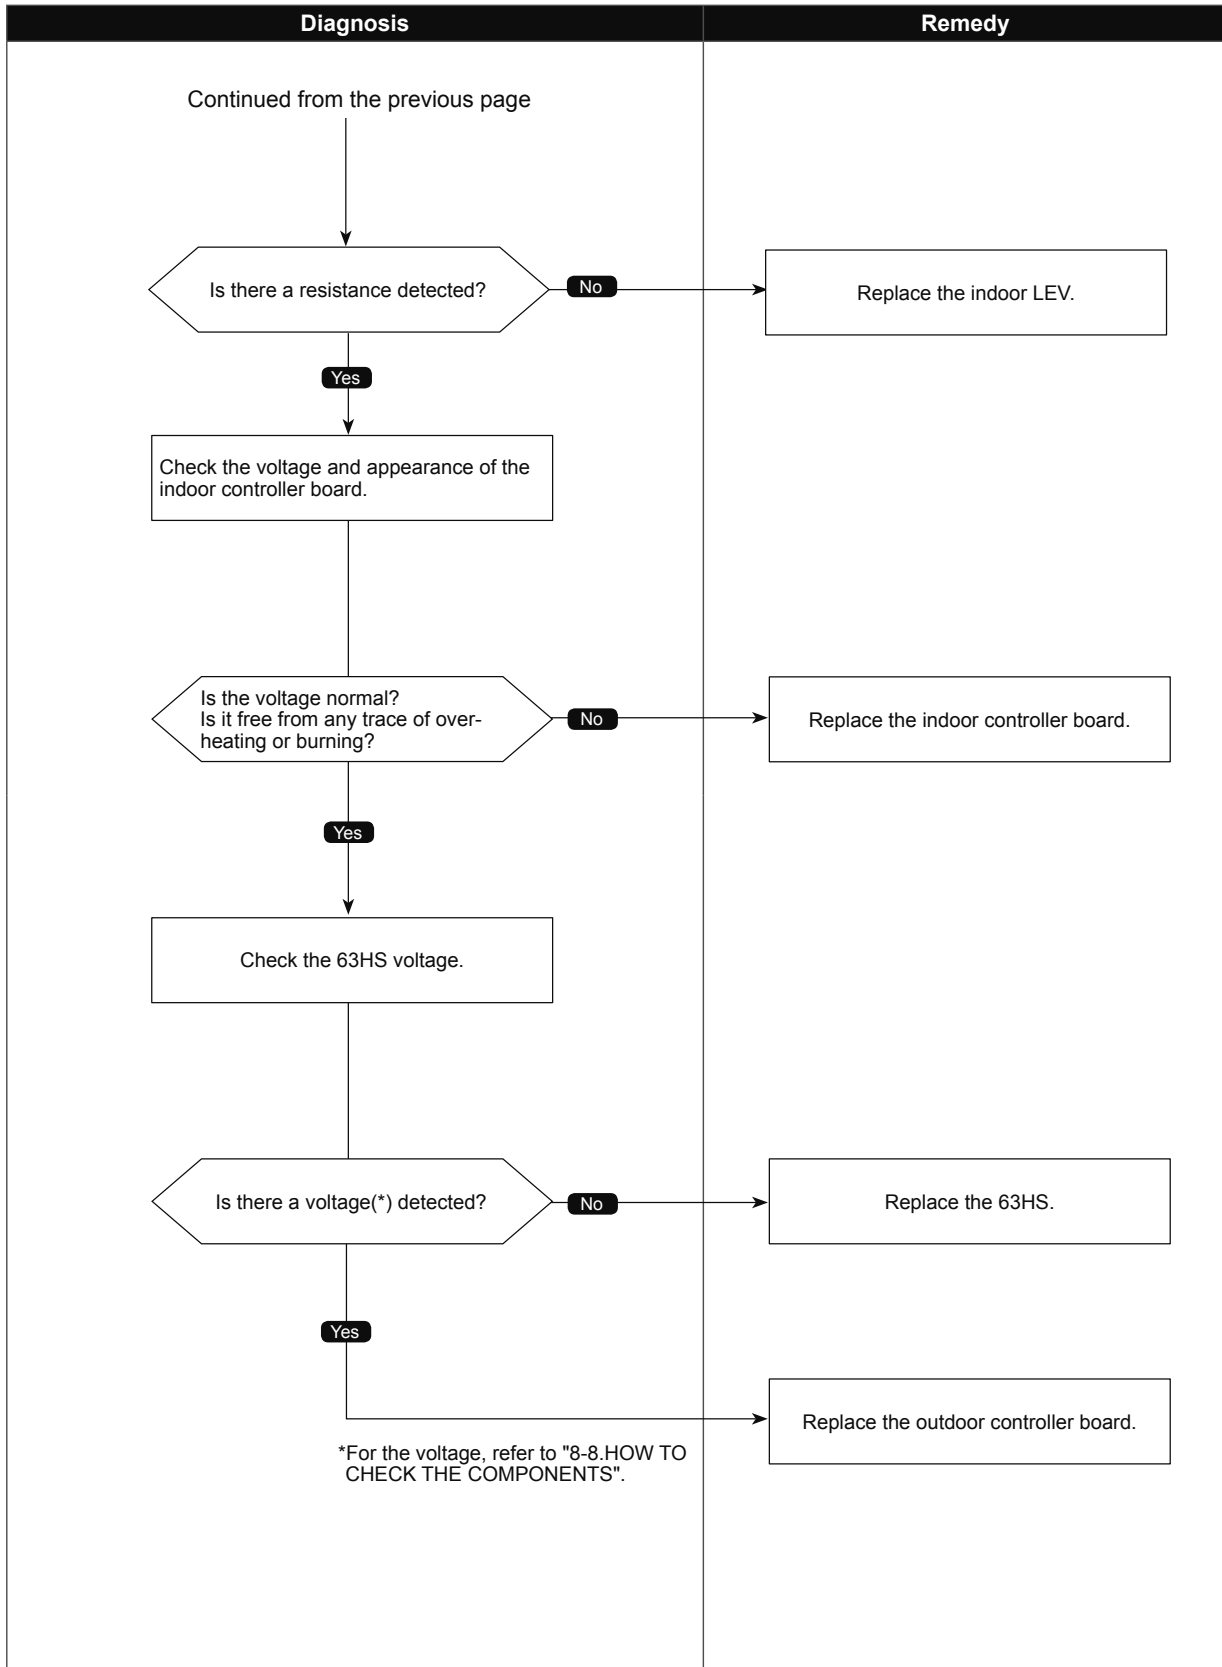 Diagnosis
Remedy
Continued from the previous page
Is there a resistance detected?
No
Replace the indoor LEV.
Yes
Check the voltage and appearance of the
indoor controller board.
Is the voltage normal?
Is it free from any trace of over-
heating or burning?
No
Replace the indoor controller board.
Yes
Check the 63HS voltage.
Is there a voltage(*) detected?
No
Replace the 63HS.
Yes
Replace the outdoor controller board.
*For the voltage, refer to "8-8.HOW TO
CHECK THE COMPONENTS".